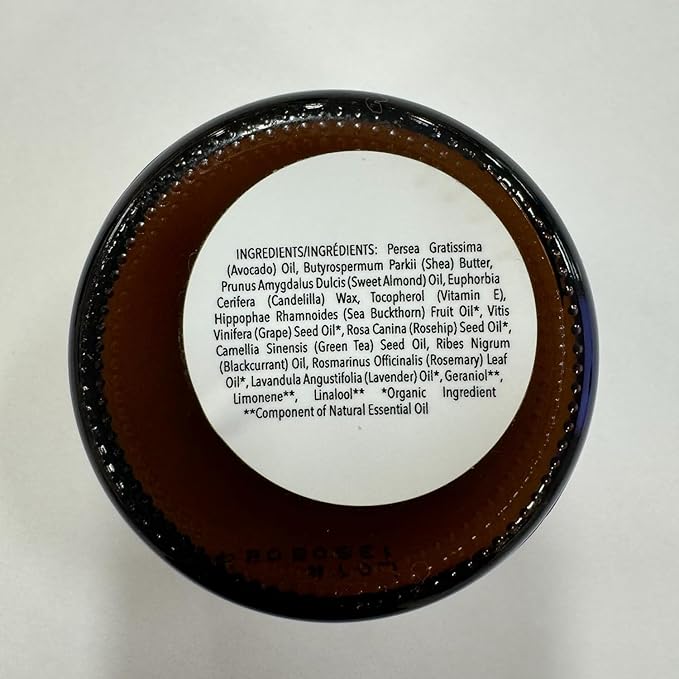 INGREDIENTS/INGRÉDIENTS: Persea Gratissima
(Avocado) Oil, Butyrospermum Parkii (Shea) Butter,
Prunus Amygdalus Dulcis (Sweet Almond) Oil, Euphorbia
Cerifera (Candelilla) Wax, Tocopherol (Vitamin E),
Hippophae Rhamnoides (Sea Buckthorn) Fruit Oil*, Vitis
Vinifera (Grape) Seed Oil*, Rosa Canina (Rosehip) Seed Oil*,
Camellia Sinensis (Green Tea) Seed Oil, Ribes Nigrum
(Blackcurrant) Oil, Rosmarinus Officinalis (Rosemary) Leaf
Oil*, Lavandula Angustifolia (Lavender) Oil*, Geraniol**,
Limonene**, Linalool** *Organic Ingredient
**Component of Natural Essential Oil